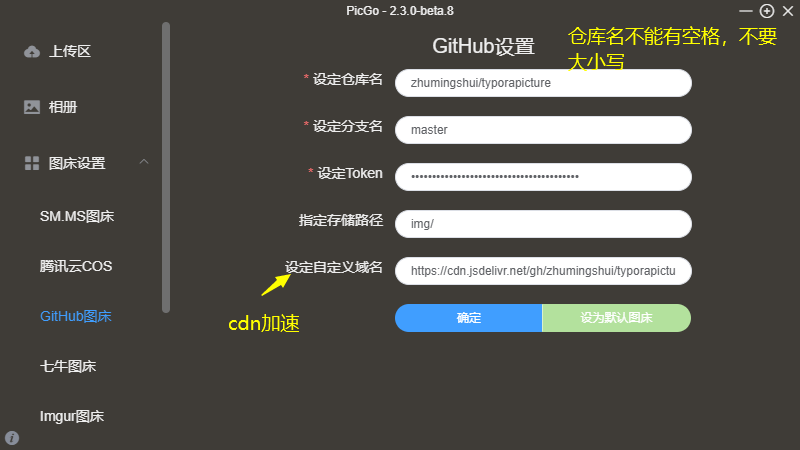 PicGo - 2.3.0-beta.8
上传区
相册
图床设置
SM.MS图床
腾讯云COS
GitHub图床
七牛图床
Imgur图床
GitHub设置
仓库名不能有空格，不要
大小写
* 设定仓库名
zhumingshui/typorapicture
* 设定分支名
master
* 设定Token
••••••••••••••••••••••••••••••••••••••••
指定存储路径
img/
设定自定义域名
https://cdn.jsdelivr.net/gh/zhumingshui/typorapictu
cdn加速
确定
设为默认图床